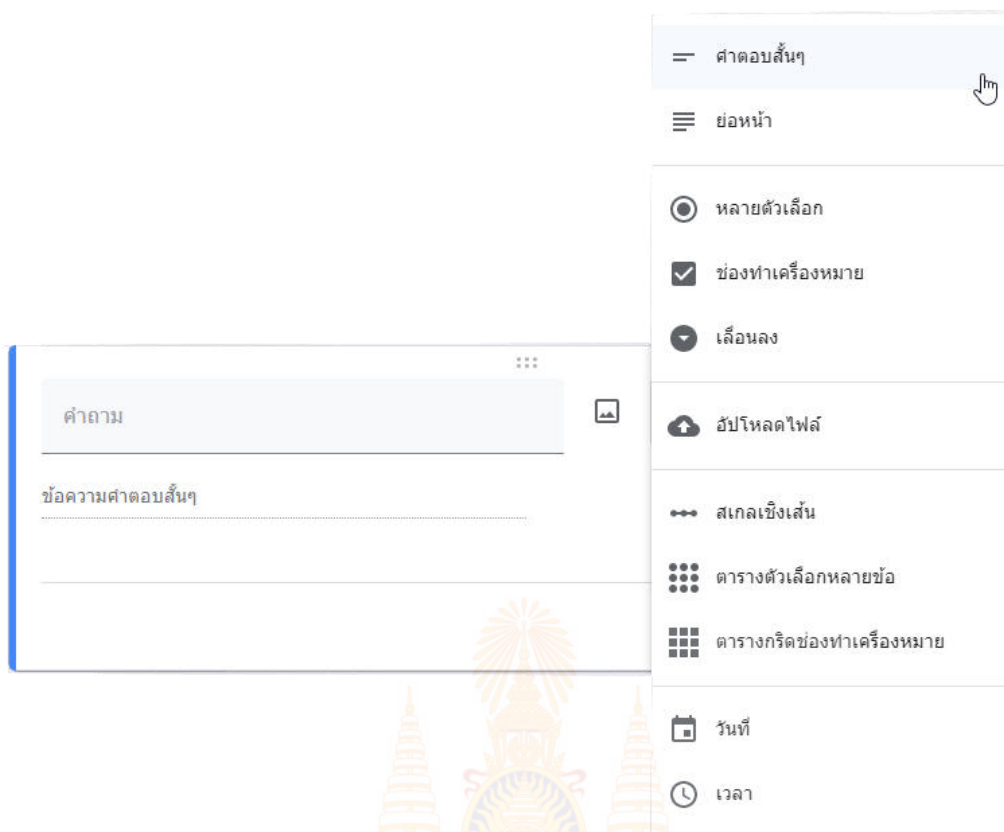 คำตอบสั้นๆ
ย่อหน้า
หลายตัวเลือก
ช่องทำเครื่องหมาย
เลื่อนลง
อัปโหลดไฟล์
สเกลเชิงเส้น
ตารางตัวเลือกหลายข้อ
ตารางกริดช่องทำเครื่องหมาย
วันที่
เวลา
คำถาม
ข้อความคำตอบสั้นๆ